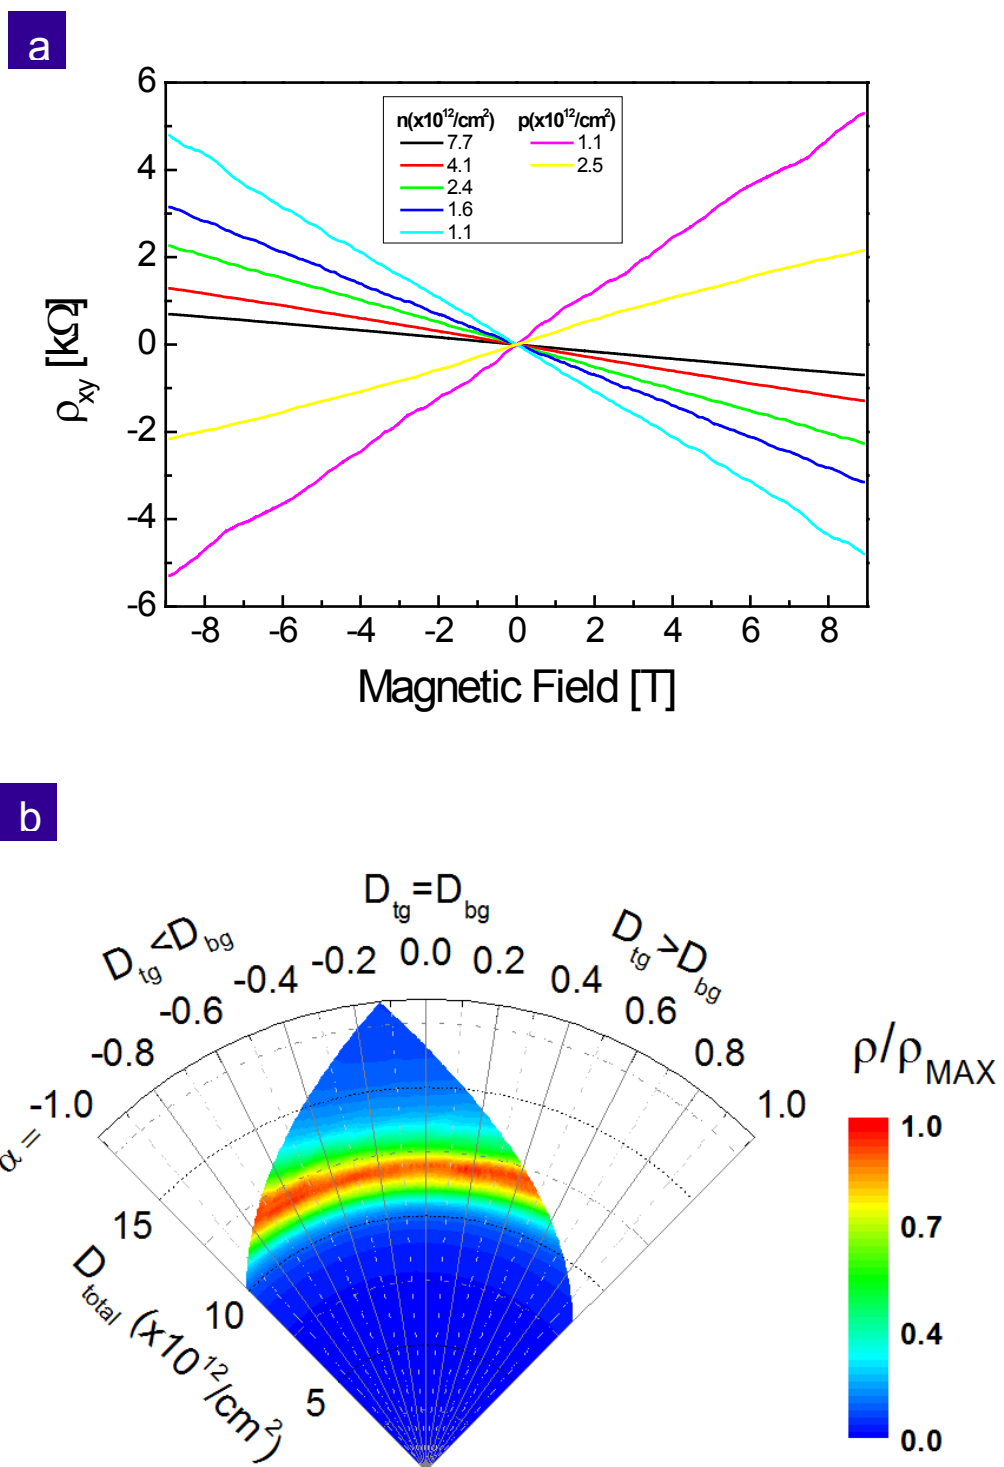 a
n(x10¹²/cm²) p(x10¹²/cm²)
7.7 1.1
4.1 2.5
2.4
1.6
1.1
6
4
2
0
-2
-4
-6
ρxy [kΩ]
-8 -6 -4 -2 0 2 4 6 8
Magnetic Field [T]
b
Dtg=Dbg
Dtg<Dbg
Dtg>Dbg
α = -1.0 -0.8 -0.6 -0.4 -0.2 0.0 0.2 0.4 0.6 0.8 1.0
15
10
5
Dtotal (x10¹²/cm²)
ρ/ρMAX
1.0
0.7
0.4
0.0